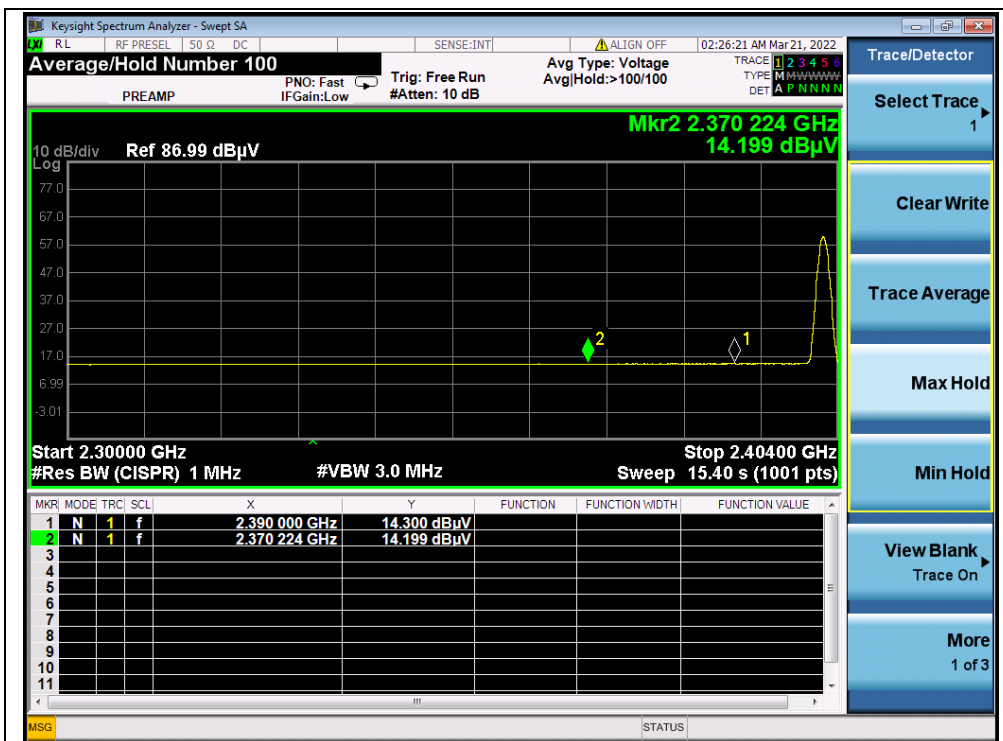 Keysight Spectrum Analyzer - Swept SA
LXI RL RF PRESEL 50 Ω DC SENSE:INT ALIGN OFF 02:26:21 AM Mar 21, 2022
Average/Hold Number 100
PREAMP
PNO: Fast
IFGain:Low
Trig: Free Run
#Atten: 10 dB
Avg Type: Voltage
Avg|Hold:>100/100
TRACE 1 2 3 4 5 6
TYPE M M W W W W
DET A P N N N N
Mkr2 2.370 224 GHz
14.199 dBµV
10 dB/div Ref 86.99 dBµV
Log
77.0
67.0
57.0
47.0
37.0
27.0
17.0
6.99
-3.01
2
1
Start 2.30000 GHz Stop 2.40400 GHz
#Res BW (CISPR) 1 MHz #VBW 3.0 MHz Sweep 15.40 s (1001 pts)
MKR MODE TRC SCL X Y FUNCTION FUNCTION WIDTH FUNCTION VALUE
1 N 1 f 2.390 000 GHz 14.300 dBµV
2 N 1 f 2.370 224 GHz 14.199 dBµV
3
4
5
6
7
8
9
10
11
MSG STATUS
Trace/Detector
Select Trace
1
Clear Write
Trace Average
Max Hold
Min Hold
View Blank
Trace On
More
1 of 3